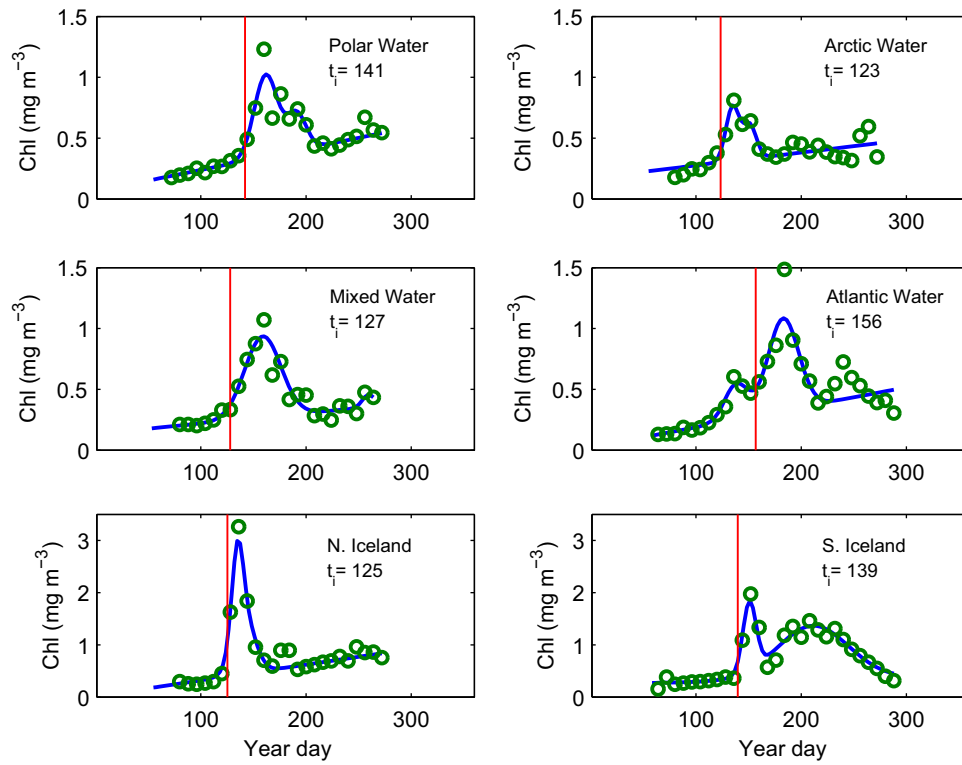 1.5
1
0.5
0
100
200
300
Chl (mg m⁻³)
Polar Water
tᵢ= 141
1.5
1
0.5
0
100
200
300
Chl (mg m⁻³)
Arctic Water
tᵢ= 123
1.5
1
0.5
0
100
200
300
Chl (mg m⁻³)
Mixed Water
tᵢ= 127
1.5
1
0.5
0
100
200
300
Chl (mg m⁻³)
Atlantic Water
tᵢ= 156
3
2
1
0
100
200
300
Chl (mg m⁻³)
N. Iceland
tᵢ= 125
Year day
3
2
1
0
100
200
300
Chl (mg m⁻³)
S. Iceland
tᵢ= 139
Year day